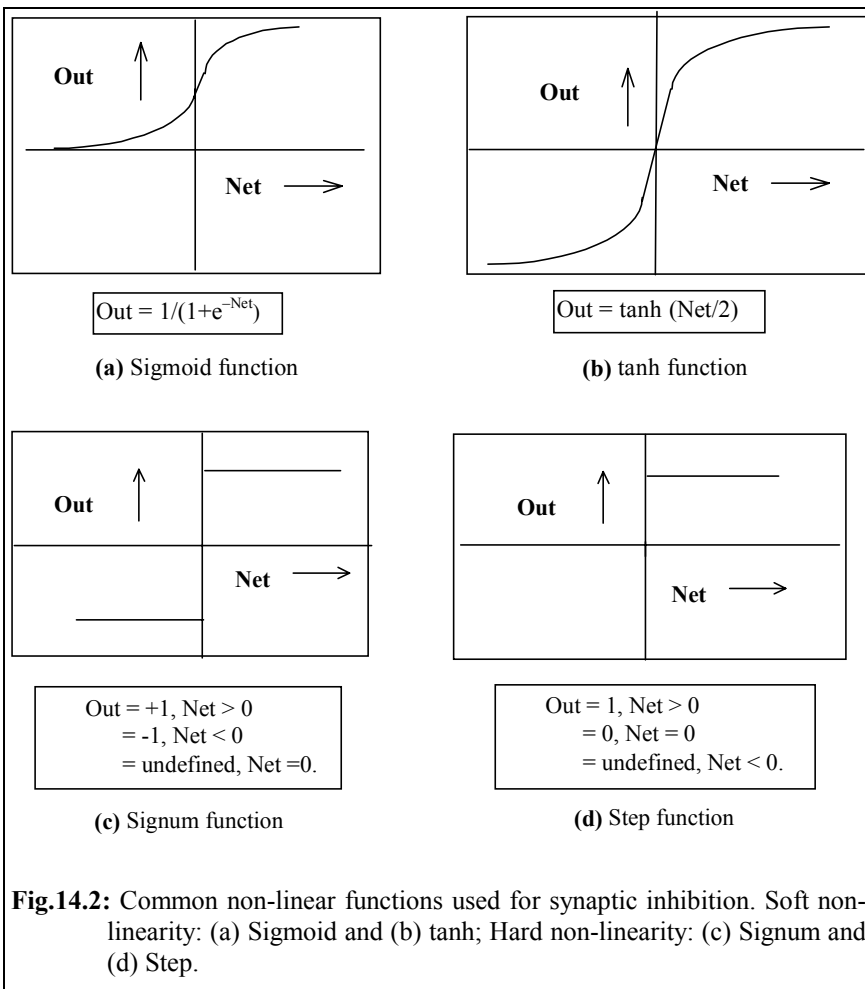 Out
Net
Out = 1/(1+e–Net)
(a) Sigmoid function
Out
Net
Out = tanh (Net/2)
(b) tanh function
Out
Net
Out = +1, Net > 0
= -1, Net < 0
= undefined, Net =0.
(c) Signum function
Out
Net
Out = 1, Net > 0
= 0, Net = 0
= undefined, Net < 0.
(d) Step function
Fig.14.2: Common non-linear functions used for synaptic inhibition. Soft non-
linearity: (a) Sigmoid and (b) tanh; Hard non-linearity: (c) Signum and
(d) Step.